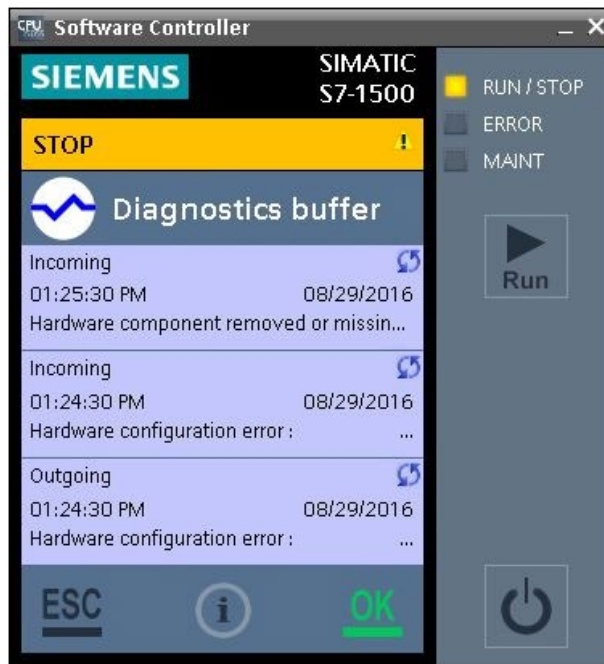 CPU
Software Controller
SIEMENS
SIMATIC
S7-1500
RUN / STOP
ERROR
MAINT
STOP
Diagnostics buffer
Incoming
01:25:30 PM 08/29/2016
Hardware component removed or missin...
Incoming
01:24:30 PM 08/29/2016
Hardware configuration error : ...
Outgoing
01:24:30 PM 08/29/2016
Hardware configuration error : ...
Run
ESC
i
OK